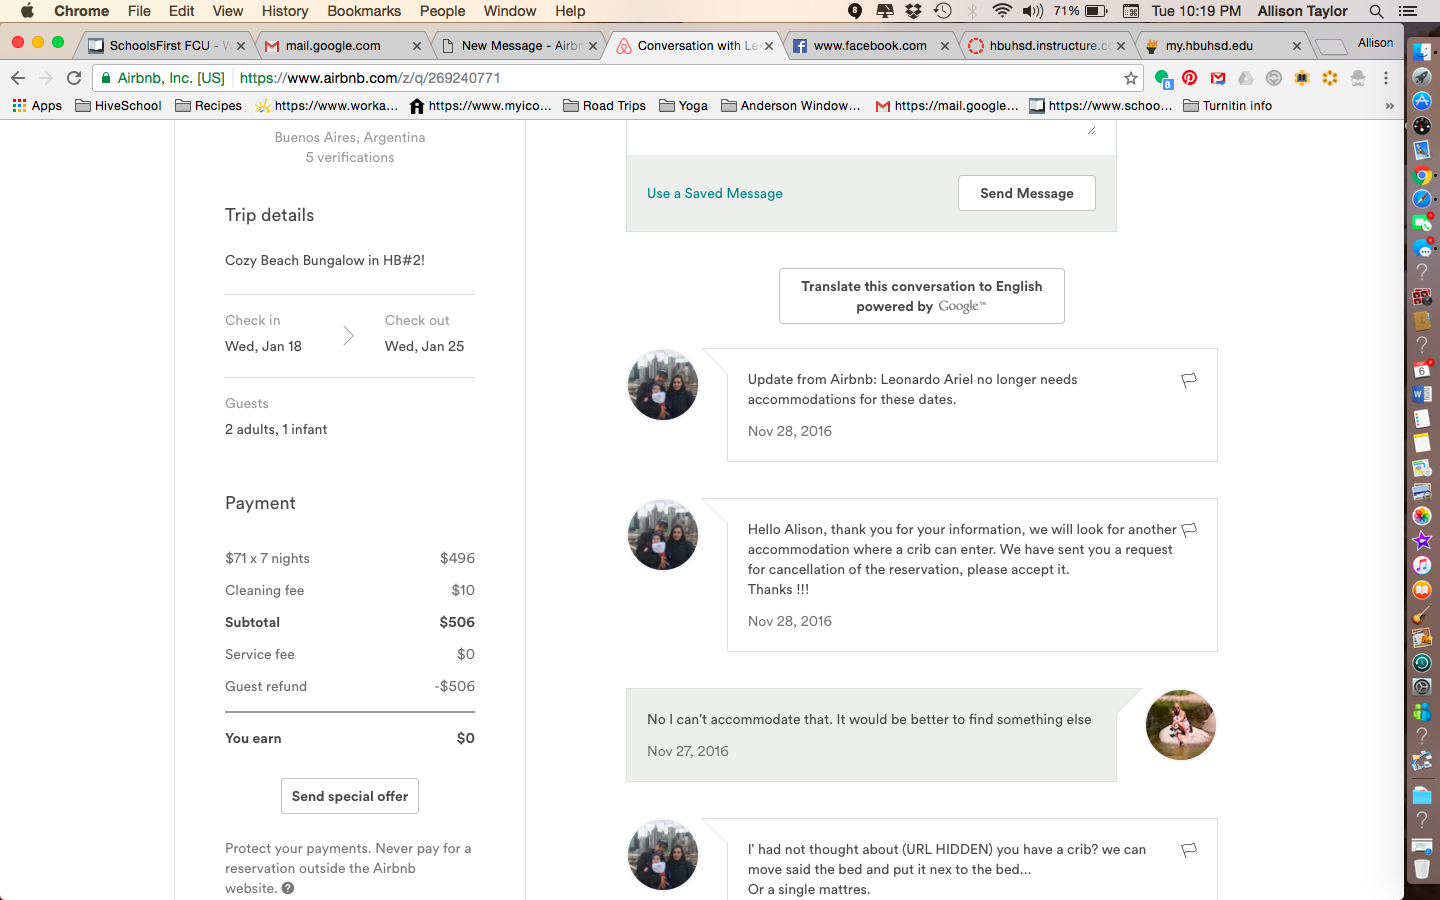 Chrome File Edit View History Bookmarks People Window Help 71% Tue 10:19 PM Allison Taylor
SchoolsFirst FCU - W mail.google.com New Message - Airbn Conversation with Le www.facebook.com hbuhsd.instructure.co my.hbuhsd.edu Allison
Airbnb, Inc. [US] https://www.airbnb.com/z/q/269240771
Apps HiveSchool Recipes https://www.worka... https://www.myico... Road Trips Yoga Anderson Window... https://mail.google... https://www.schoo... Turnitin info »
Buenos Aires, Argentina
5 verifications
Trip details
Cozy Beach Bungalow in HB#2!
Check in Check out
Wed, Jan 18 Wed, Jan 25
Guests
2 adults, 1 infant
Payment
$71 x 7 nights $496
Cleaning fee $10
Subtotal $506
Service fee $0
Guest refund -$506
You earn $0
Send special offer
Protect your payments. Never pay for a
reservation outside the Airbnb
website. ?
Use a Saved Message Send Message
Translate this conversation to English
powered by Google™
Update from Airbnb: Leonardo Ariel no longer needs
accommodations for these dates.
Nov 28, 2016
Hello Alison, thank you for your information, we will look for another
accommodation where a crib can enter. We have sent you a request
for cancellation of the reservation, please accept it.
Thanks !!!
Nov 28, 2016
No I can't accommodate that. It would be better to find something else
Nov 27, 2016
I' had not thought about (URL HIDDEN) you have a crib? we can
move said the bed and put it nex to the bed...
Or a single mattres.